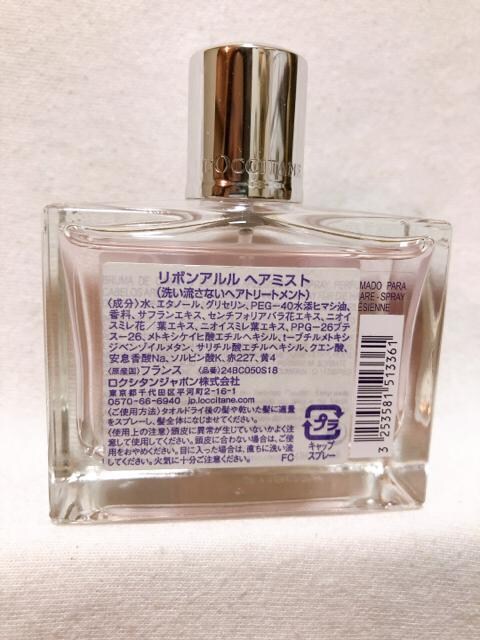 L'OCCITANE
リボンアルル ヘアミスト
(洗い流さないヘアトリートメント)
(成分)水、エタノール、グリセリン、PEG-40水添ヒマシ油、
香料、サフランエキス、センチフォリアバラ花エキス、ニオイ
スミレ花/葉エキス、ニオイスミレ葉エキス、PPG-26ブテ
スー26、メトキシケイヒ酸エチルヘキシル、t-ブチルメトキシ
ジベンゾイルメタン、サリチル酸エチルヘキシル、クエン酸、
安息香酸Na、ソルビン酸K、赤227、黄4
(原産国)フランス (製品番号)24BC050S18
ロクシタンジャポン株式会社
東京都千代田区平河町2-16-1
0570-66-6940 jp.loccitane.com
(ご使用方法)タオルドライ後の髪や乾いた髪に適量
をスプレーし、髪全体になじませてください。
(使用上の注意)頭皮に異常が生じていないかよく注
意して使用してください。頭皮に合わない場合は、ご使
用をおやめください。目に入った場合は、直ちに洗い流
してください。火気に十分ご注意ください。 FC
プラ
キャップ
スプレー
MADO PARA
HAARE-SPRAY
ESIENNE
3 253581 513361